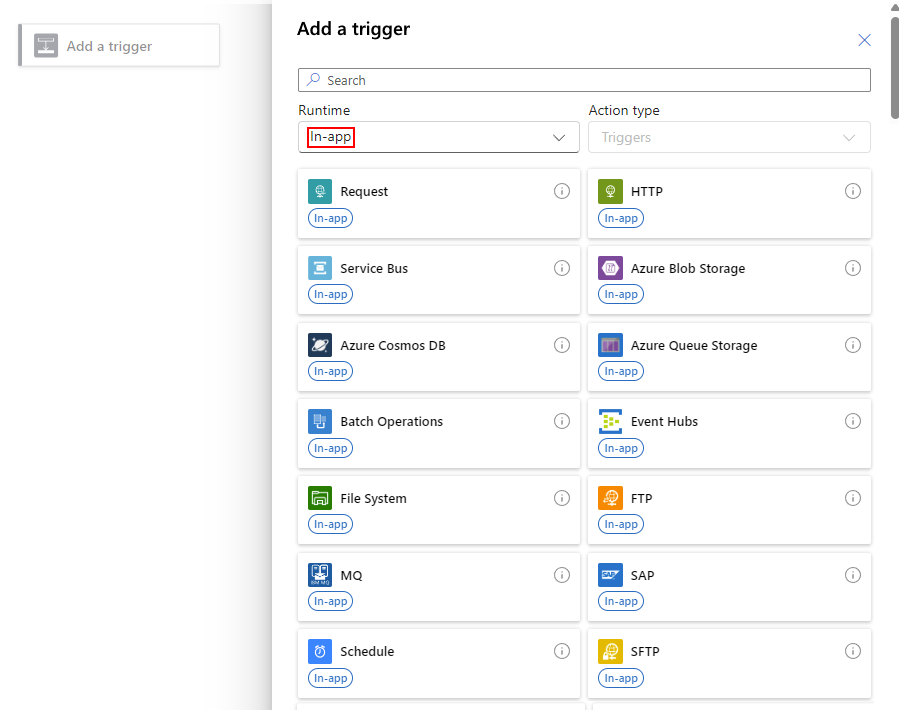 Add a trigger
Add a trigger
Search
Runtime
Action type
In-app
Triggers
Request
In-app
HTTP
In-app
Service Bus
In-app
Azure Blob Storage
In-app
Azure Cosmos DB
In-app
Azure Queue Storage
In-app
Batch Operations
In-app
Event Hubs
In-app
File System
In-app
FTP
In-app
IBM MQ
MQ
In-app
SAP
SAP
In-app
Schedule
In-app
SFTP
In-app